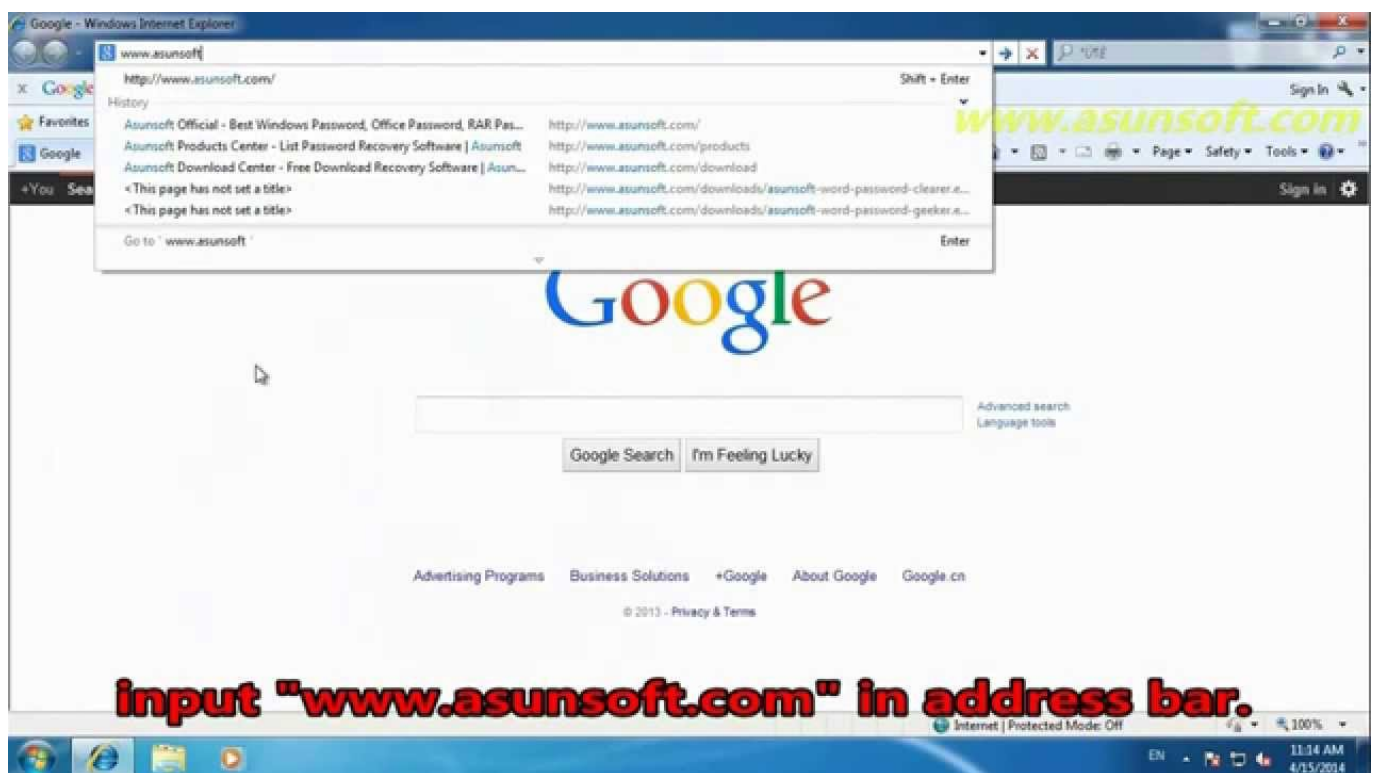 Google - Windows Internet Explorer
www.asunsoft
http://www.asunsoft.com/ Shift + Enter
x Google Sign In
History
www.asunsoft.com
Favorites
Asunsoft Official - Best Windows Password, Office Password, RAR Pas... http://www.asunsoft.com/
Google
Asunsoft Products Center - List Password Recovery Software | Asunsoft http://www.asunsoft.com/products
Page Safety Tools
Asunsoft Download Center - Free Download Recovery Software | Asun... http://www.asunsoft.com/download
+You Sea
<This page has not set a title> http://www.asunsoft.com/downloads/asunsoft-word-password-clearer.e...
Sign in
<This page has not set a title> http://www.asunsoft.com/downloads/asunsoft-word-password-geeker.e...
Go to ' www.asunsoft ' Enter
Google
Advanced search
Language tools
Google Search I'm Feeling Lucky
Advertising Programs Business Solutions +Google About Google Google.cn
© 2013 - Privacy & Terms
input "www.asunsoft.com" in address bar.
Internet | Protected Mode: Off 100%
EN 11:14 AM
4/15/2014